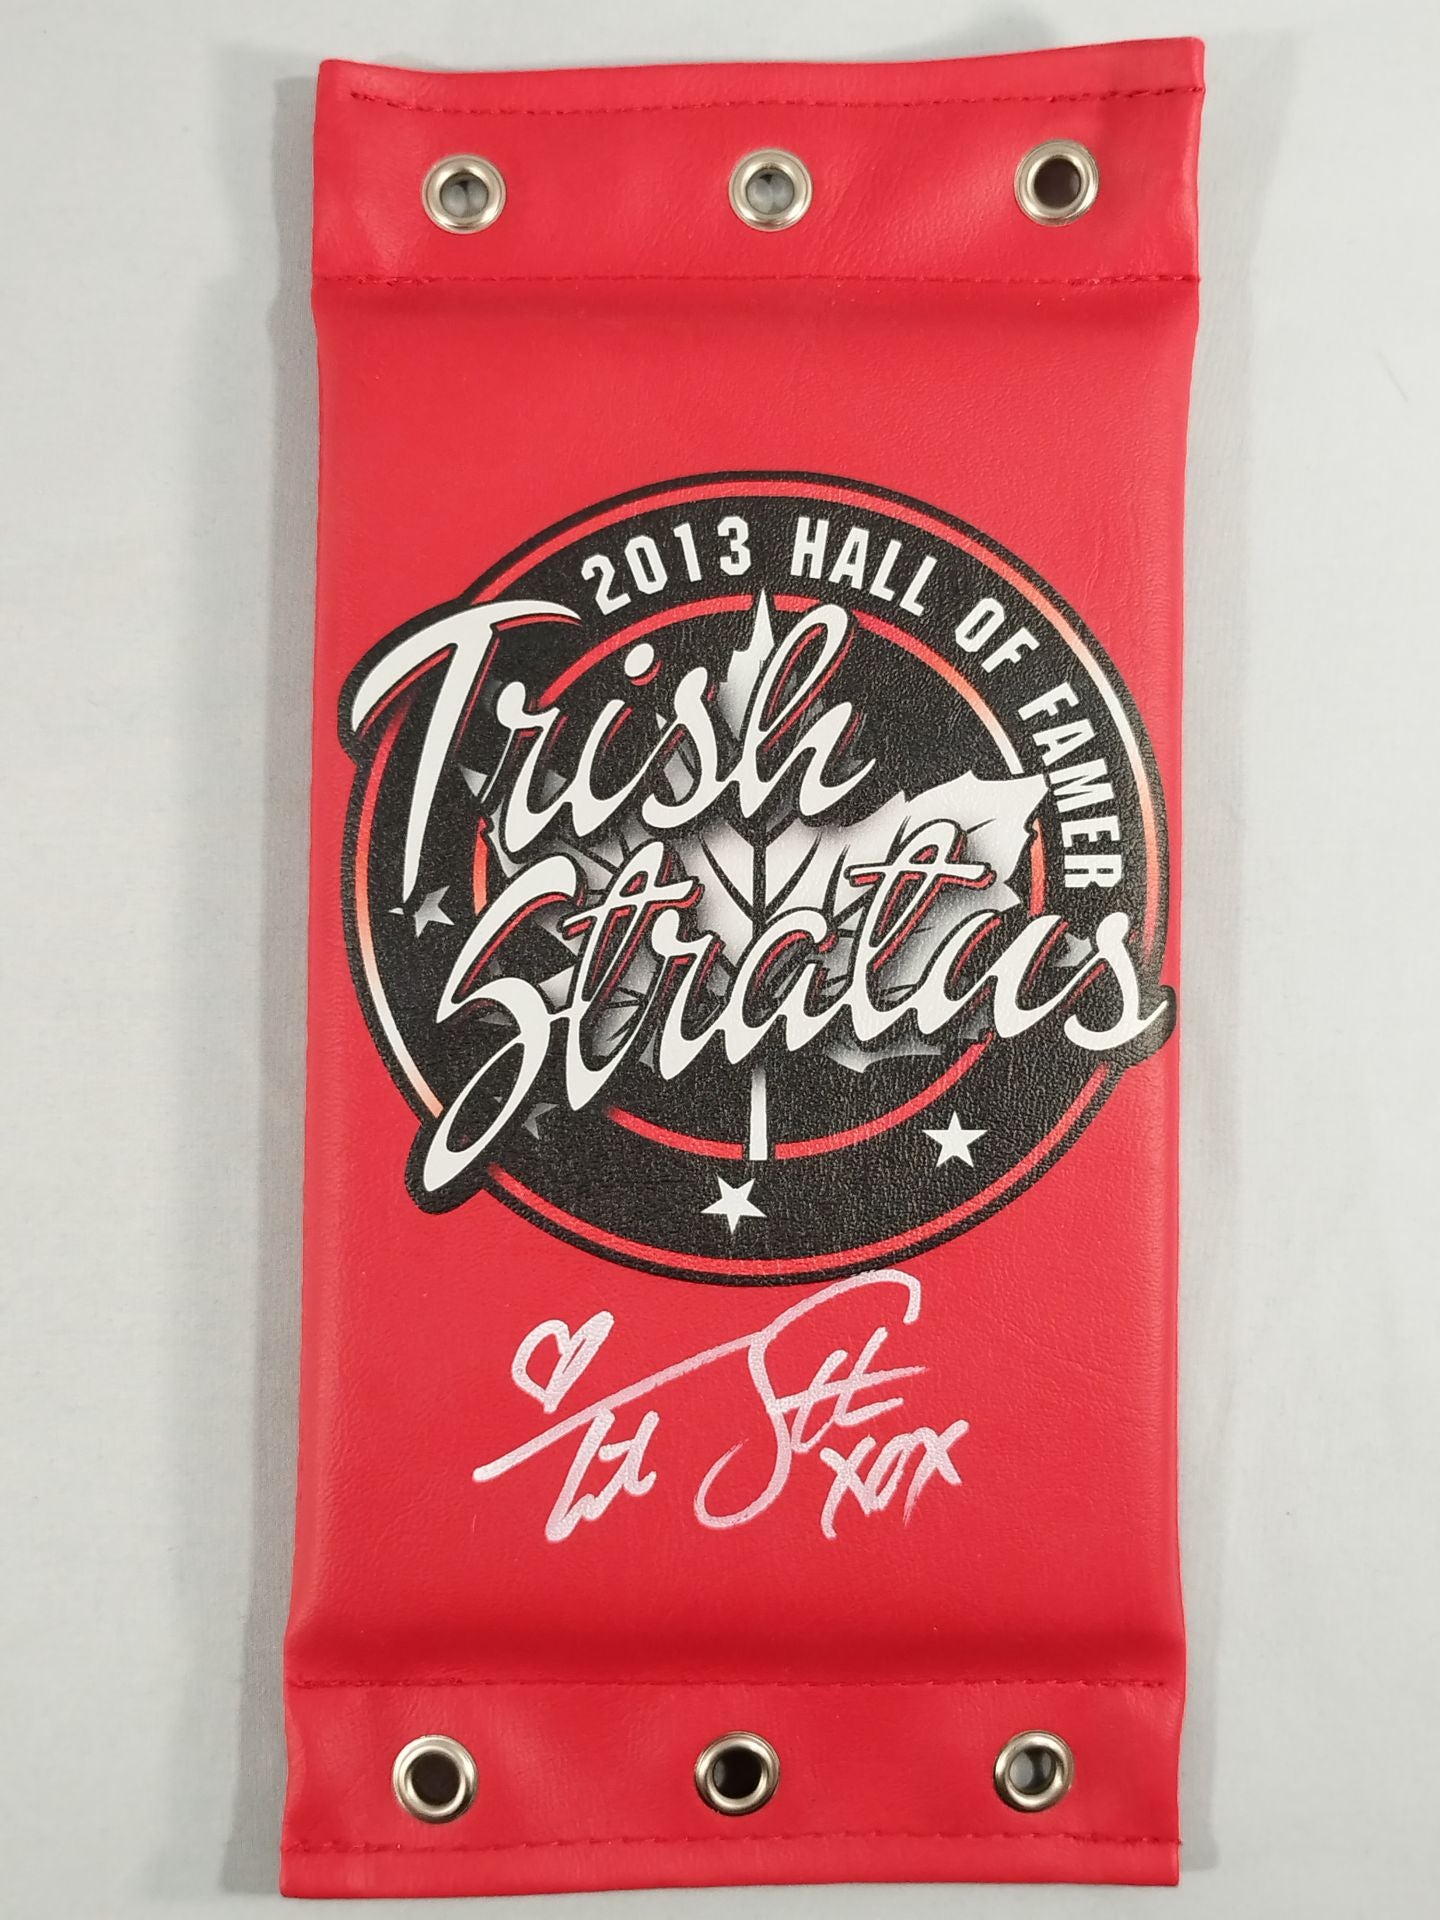 2013 HALL OF FAMER
Trish
Stratus
xox